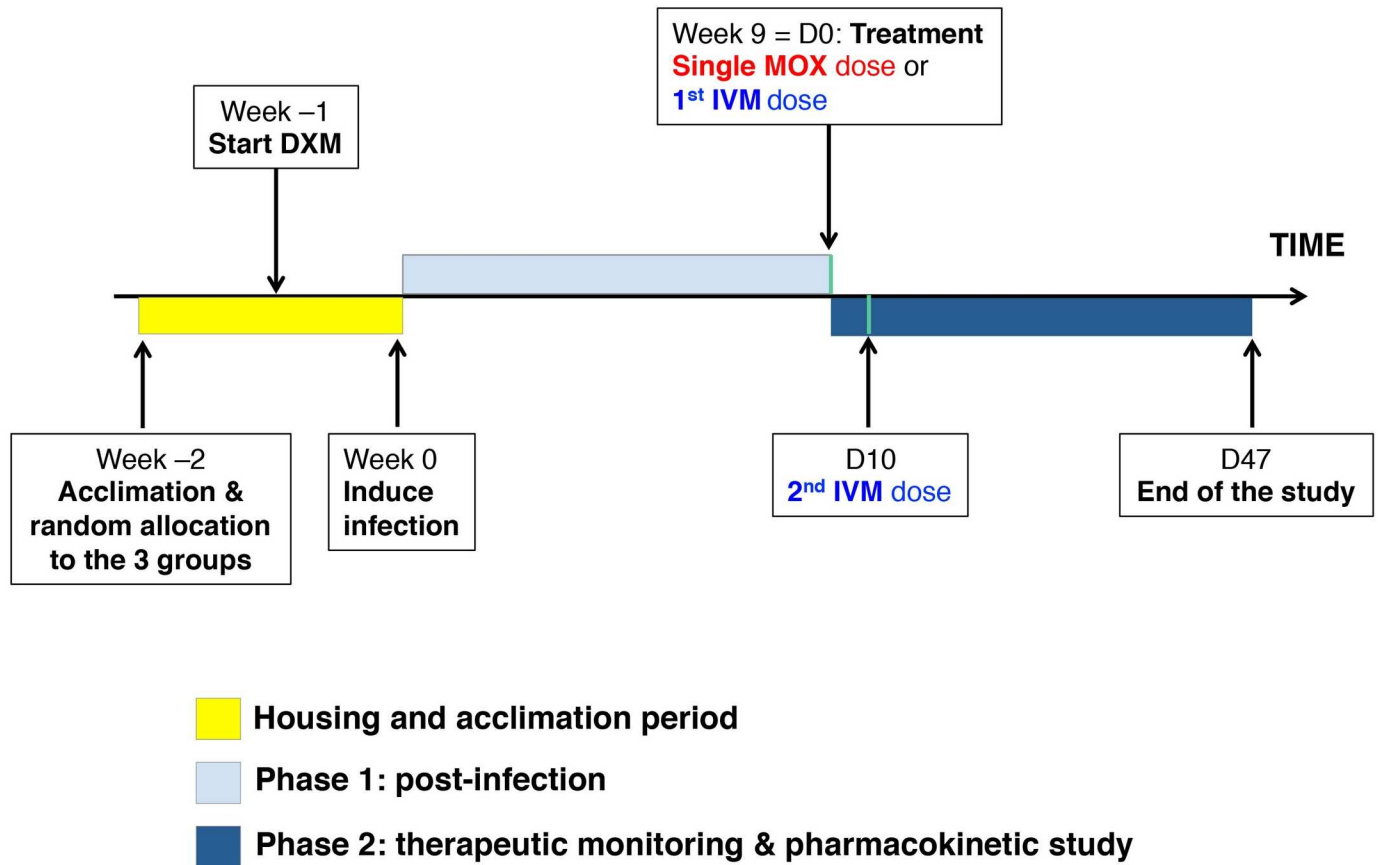 Week 9 = D0: Treatment
Single MOX dose or
1st IVM dose
Week –1
Start DXM
TIME
Week –2
Acclimation &
random allocation
to the 3 groups
Week 0
Induce
infection
D10
2nd IVM dose
D47
End of the study
Housing and acclimation period
Phase 1: post-infection
Phase 2: therapeutic monitoring & pharmacokinetic study